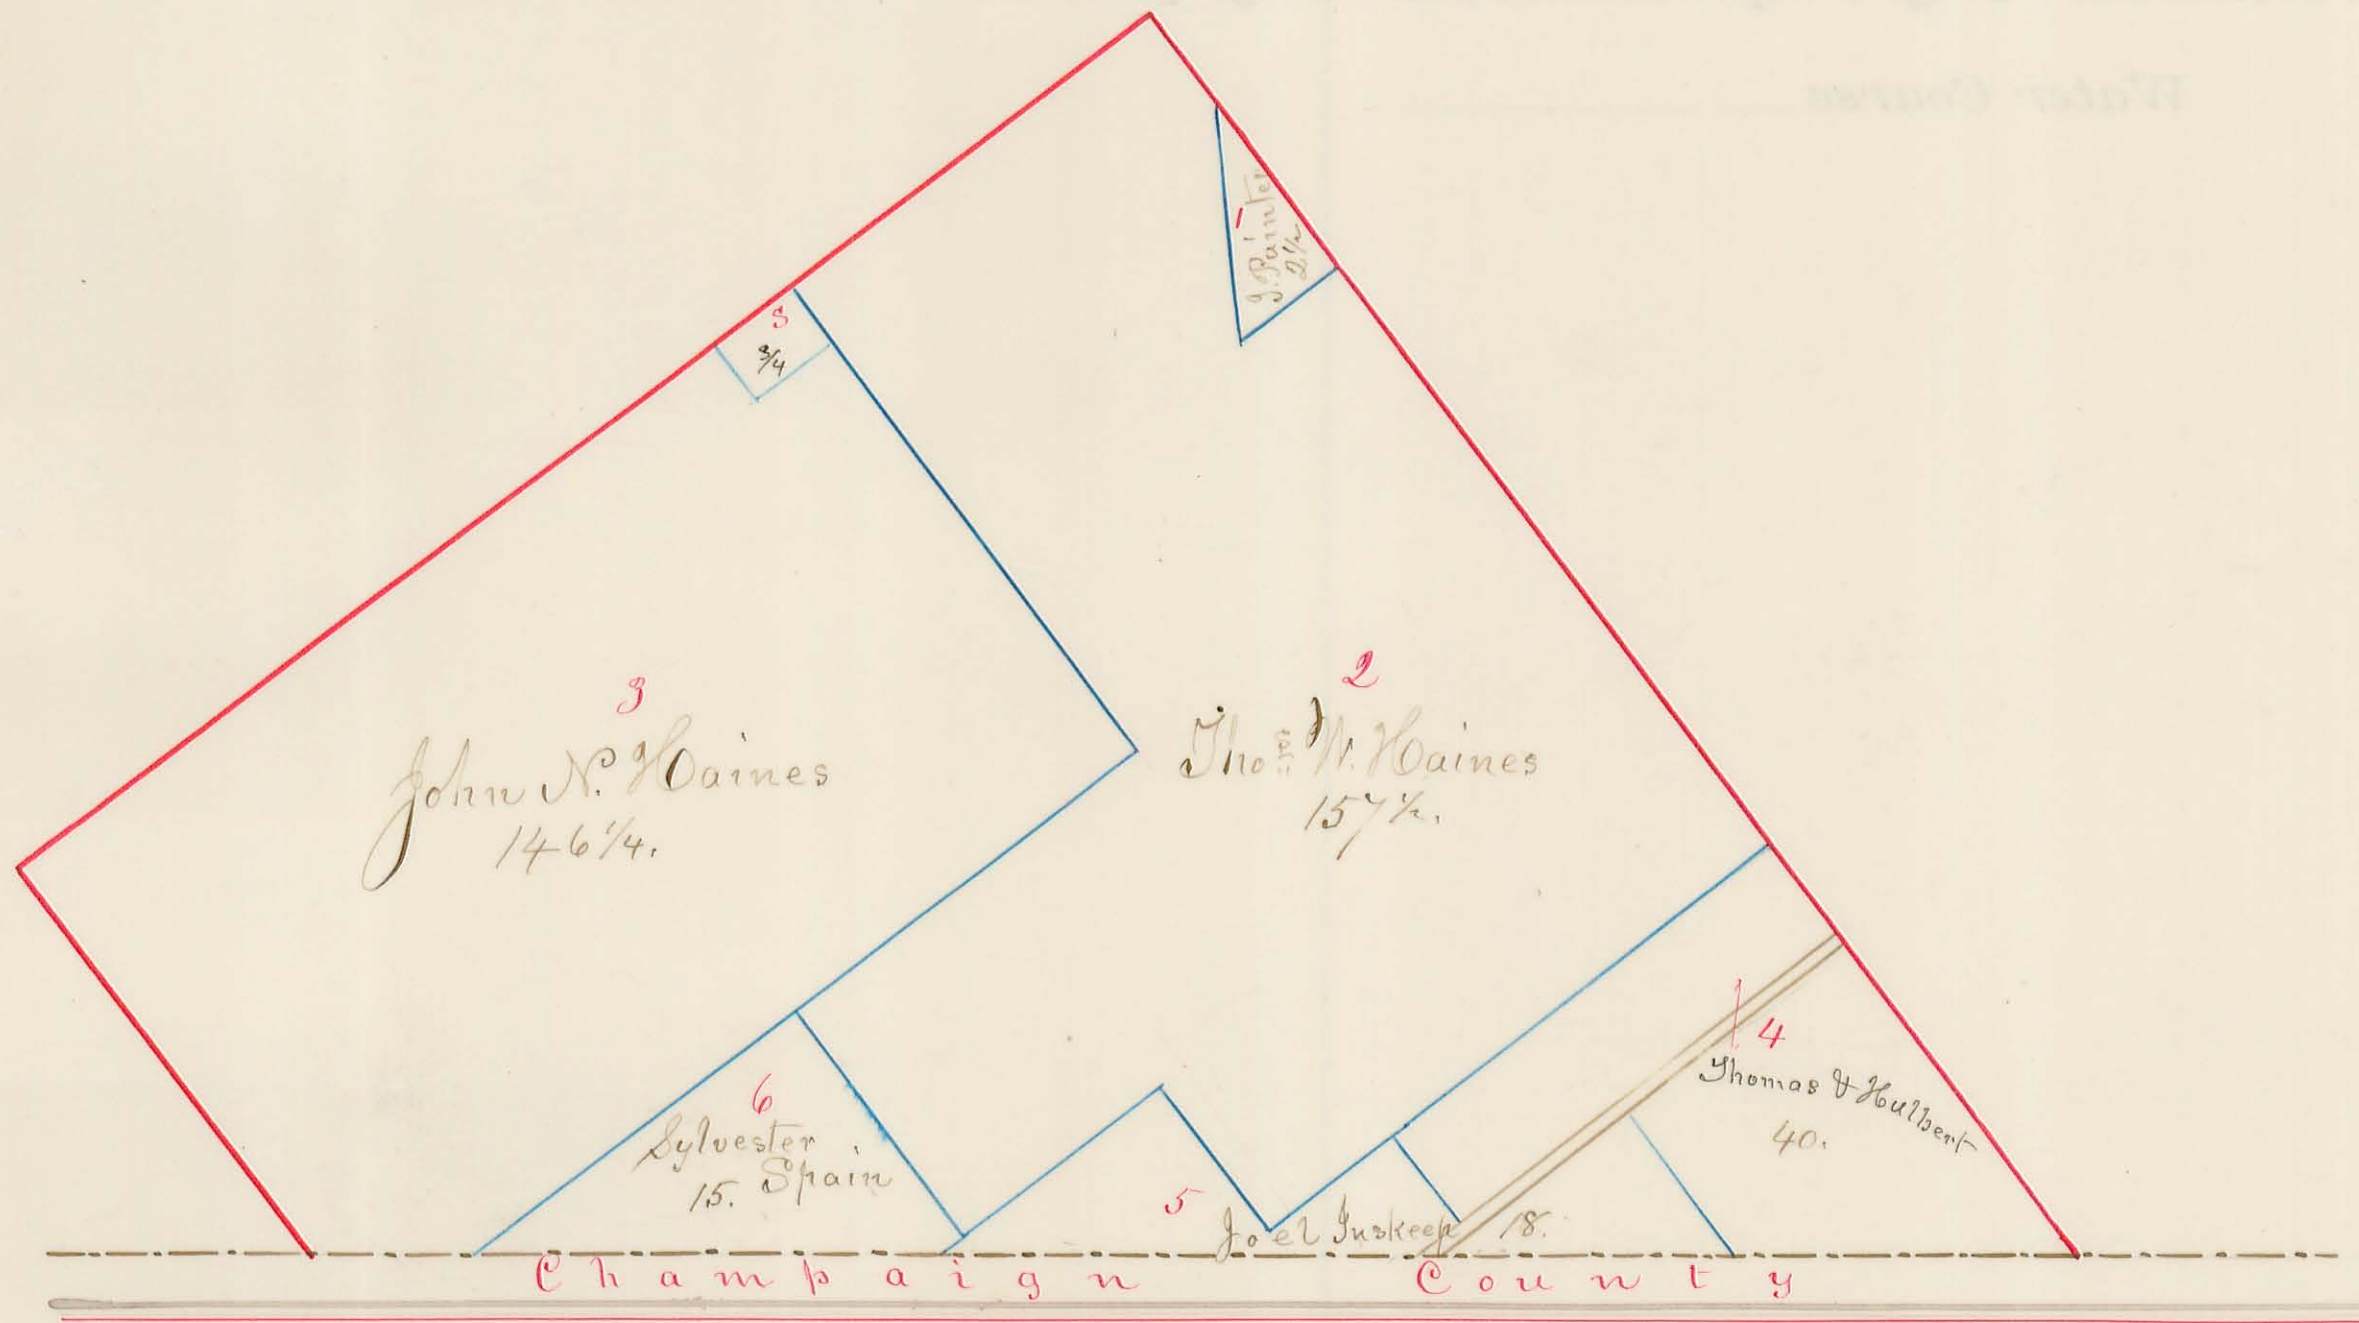 1
J. Painter
2 1/2
S
3/4
3
John N. Haines
146 1/4.
2
Thos W. Haines
157 1/2.
4
Thomas & Hulbert
40.
6
Sylvester
15. Spain
5
Joel Inskeep 18.
Champaign County
Water Course